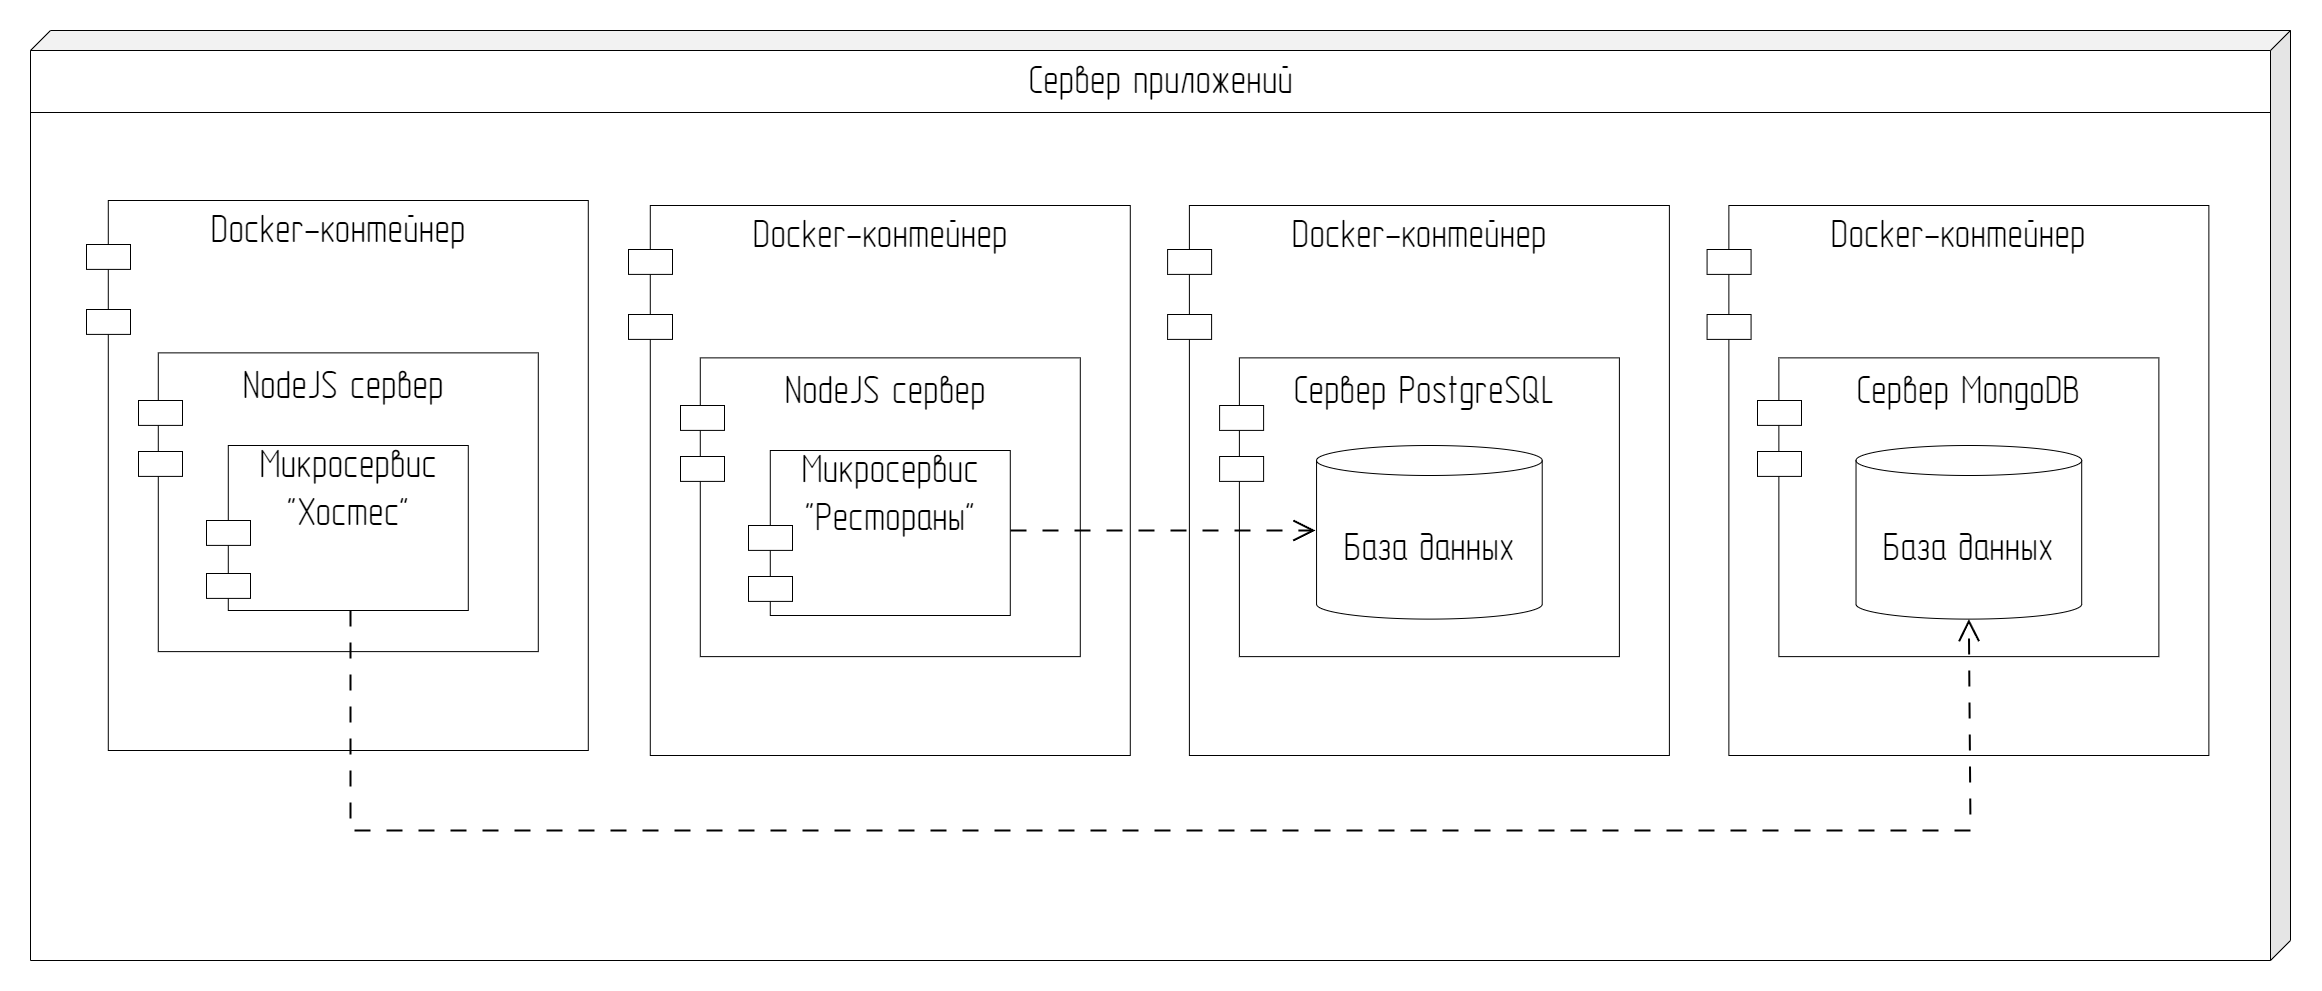 Сервер приложений
Docker-контейнер
NodeJS сервер
Микросервис
"Хостес"
Docker-контейнер
NodeJS сервер
Микросервис
"Рестораны"
Docker-контейнер
Сервер PostgreSQL
База данных
Docker-контейнер
Сервер MongoDB
База данных